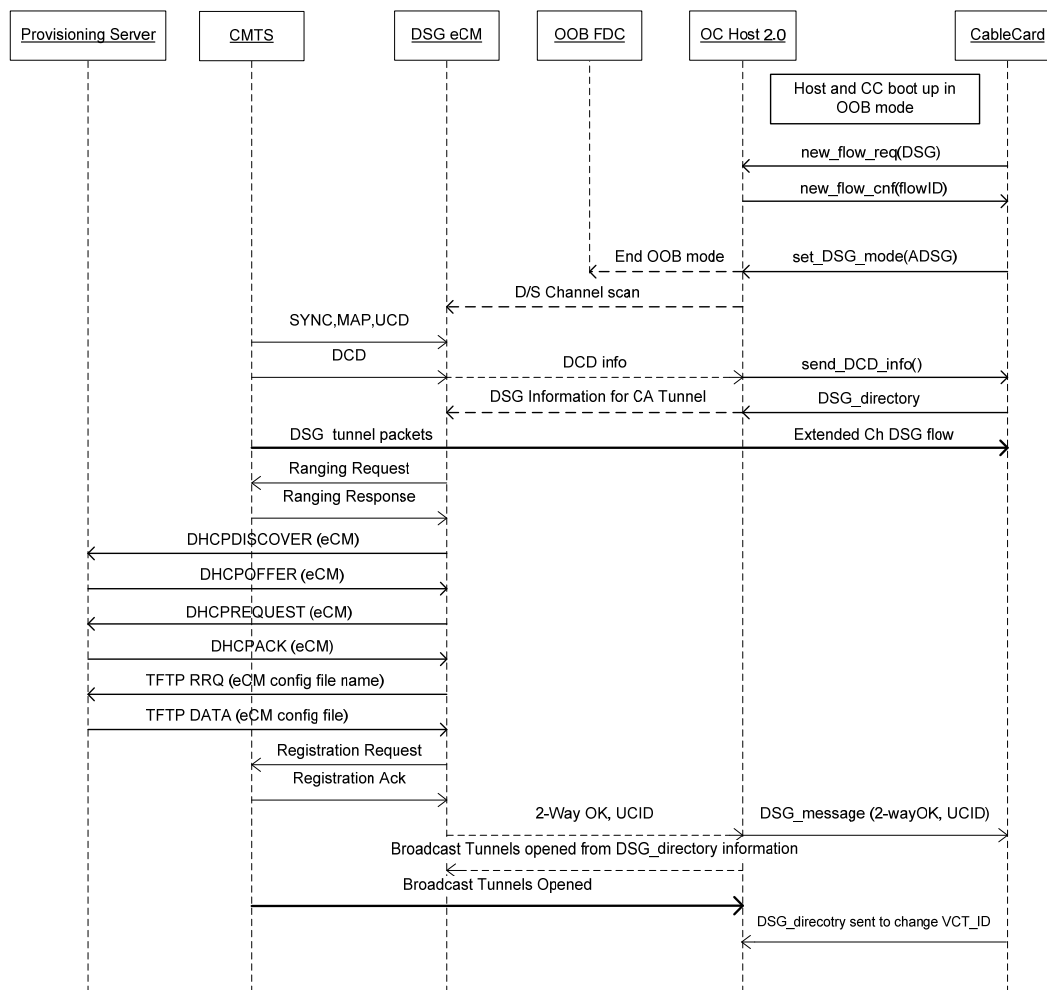 Provisioning Server
CMTS
DSG eCM
OOB FDC
OC Host 2.0
CableCard
Host and CC boot up in
OOB mode
new_flow_req(DSG)
new_flow_cnf(flowID)
End OOB mode
set_DSG_mode(ADSG)
D/S Channel scan
SYNC,MAP,UCD
DCD
DCD info
send_DCD_info()
DSG Information for CA Tunnel
DSG_directory
DSG tunnel packets
Extended Ch DSG flow
Ranging Request
Ranging Response
DHCPDISCOVER (eCM)
DHCPOFFER (eCM)
DHCPREQUEST (eCM)
DHCPACK (eCM)
TFTP RRQ (eCM config file name)
TFTP DATA (eCM config file)
Registration Request
Registration Ack
2-Way OK, UCID
DSG_message (2-wayOK, UCID)
Broadcast Tunnels opened from DSG_directory information
Broadcast Tunnels Opened
DSG_direcotry sent to change VCT_ID